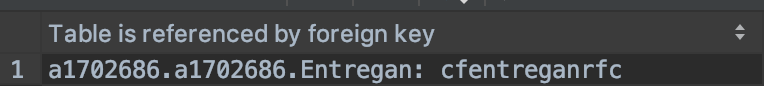 Table is referenced by foreign key
1 a1702686.a1702686.Entregan: cfentreganrfc